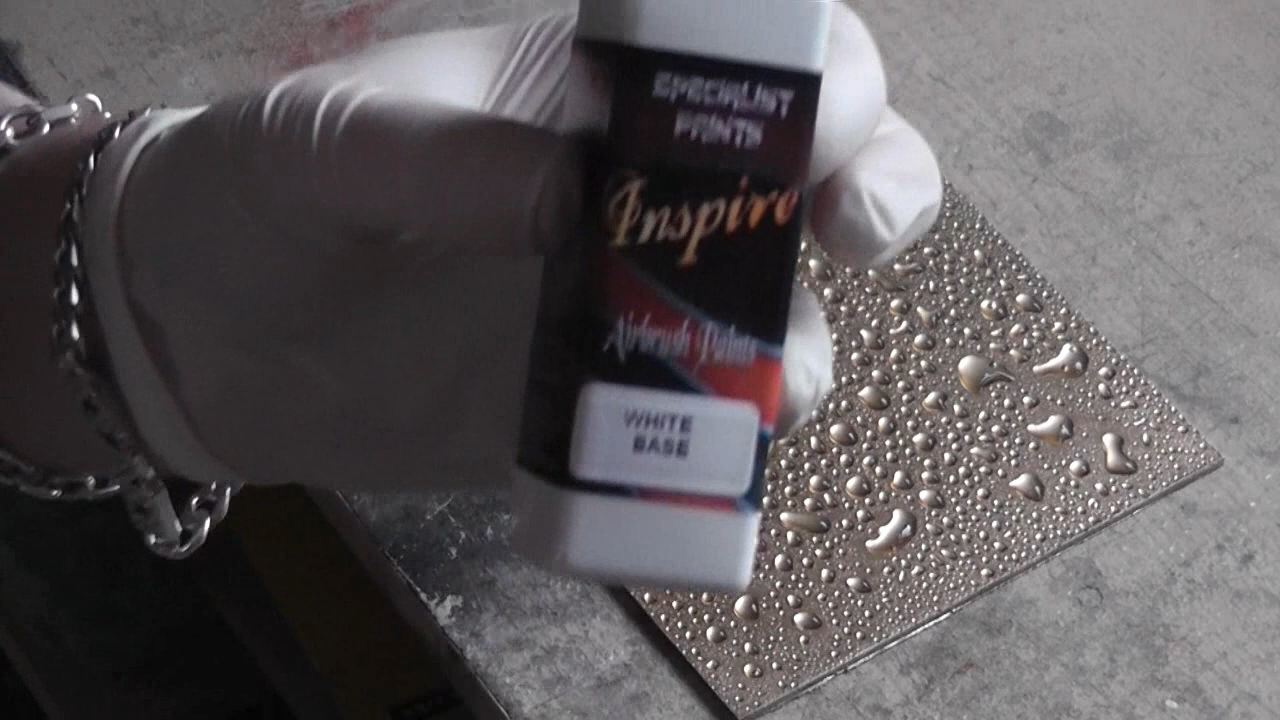 SPECIALIST
PAINTS
Inspire
Airbrush Paints
WHITE
BASE